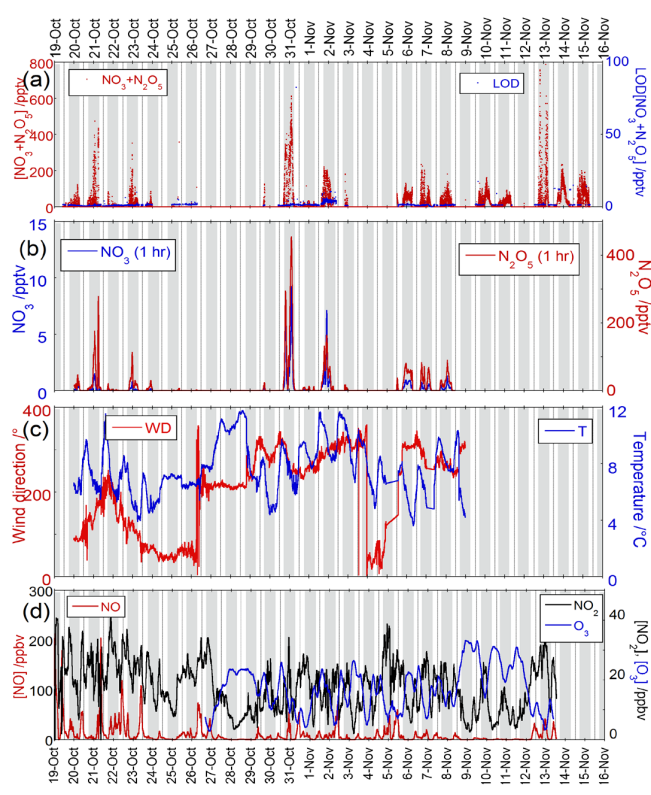 19-Oct 20-Oct 21-Oct 22-Oct 23-Oct 24-Oct 25-Oct 26-Oct 27-Oct 28-Oct 29-Oct 30-Oct 31-Oct 1-Nov 2-Nov 3-Nov 4-Nov 5-Nov 6-Nov 7-Nov 8-Nov 9-Nov 10-Nov 11-Nov 12-Nov 13-Nov 14-Nov 15-Nov 16-Nov
(a)
[NO₃+N₂O₅] /pptv
800
600
400
200
0
NO₃+N₂O₅
LOD
100
50
0
LOD[NO₃+N₂O₅] /pptv
(b)
NO₃ /pptv
15
10
5
0
NO₃ (1 hr)
N₂O₅ (1 hr)
400
200
0
N₂O₅ /pptv
(c)
Wind direction /°
400
200
0
WD
T
12
8
4
0
Temperature /°C
(d)
[NO] /ppbv
300
200
100
0
NO
NO₂
O₃
40
20
0
[NO₂], [O₃] /ppbv
19-Oct 20-Oct 21-Oct 22-Oct 23-Oct 24-Oct 25-Oct 26-Oct 27-Oct 28-Oct 29-Oct 30-Oct 31-Oct 1-Nov 2-Nov 3-Nov 4-Nov 5-Nov 6-Nov 7-Nov 8-Nov 9-Nov 10-Nov 11-Nov 12-Nov 13-Nov 14-Nov 15-Nov 16-Nov